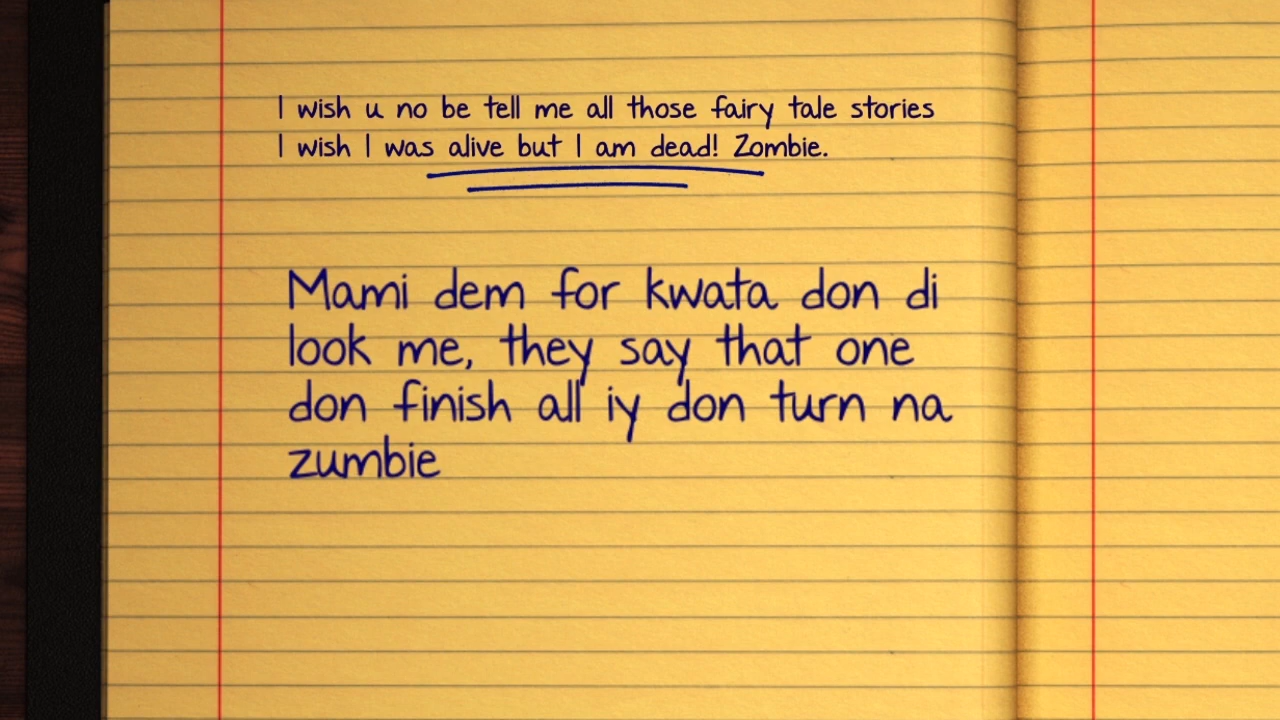 I wish u no be tell me all those fairy tale stories
I wish I was alive but I am dead! Zombie.
Mami dem for kwata don di
look me, they say that one
don finish all iy don turn na
zumbie